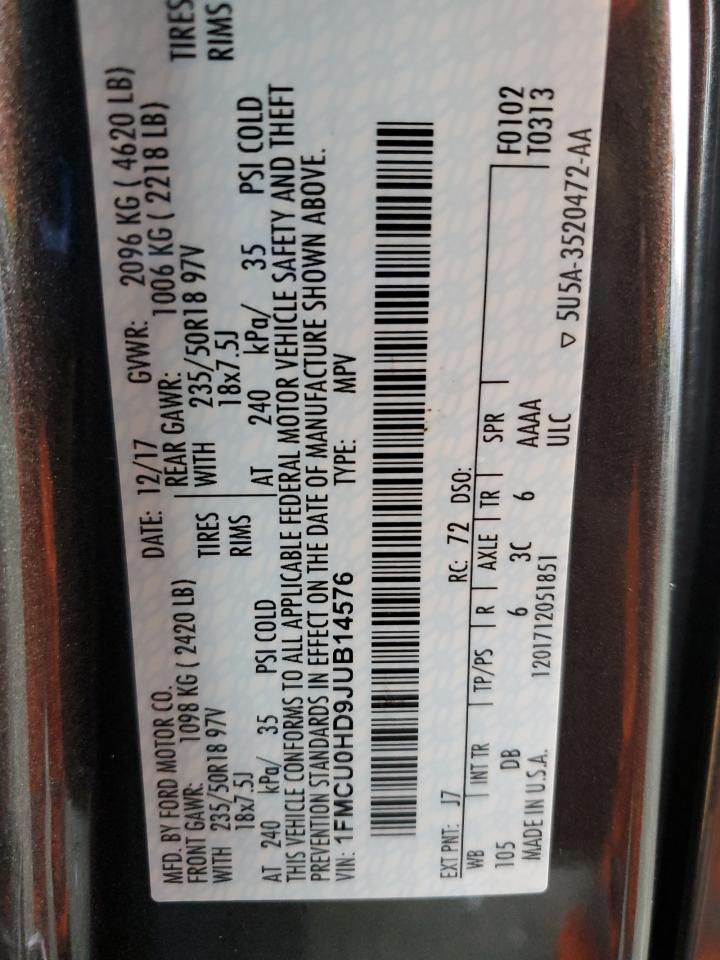 MFD. BY FORD MOTOR CO.
DATE: 12/17 GVWR: 2096 KG ( 4620 LB)
FRONT GAWR: 1098 KG ( 2420 LB)
REAR GAWR: 1006 KG ( 2218 LB)
WITH 235/50R18 97V TIRES
WITH 235/50R18 97V TIRES
18x7.5J RIMS
18x7.5J RIMS
AT 240 kPa/ 35 PSI COLD
AT 240 kPa/ 35 PSI COLD
THIS VEHICLE CONFORMS TO ALL APPLICABLE FEDERAL MOTOR VEHICLE SAFETY AND THEFT
PREVENTION STANDARDS IN EFFECT ON THE DATE OF MANUFACTURE SHOWN ABOVE.
VIN: 1FMCU0HD9JUB14576 TYPE: MPV
EXT PNT: J7 RC: 72 DSO: F0102
WB INT TR TP/PS R AXLE TR SPR T0313
105 DB 6 3C 6 AAAA
ULC
MADE IN U.S.A. 1201712051851 ▽ 5U5A-3520472-AA